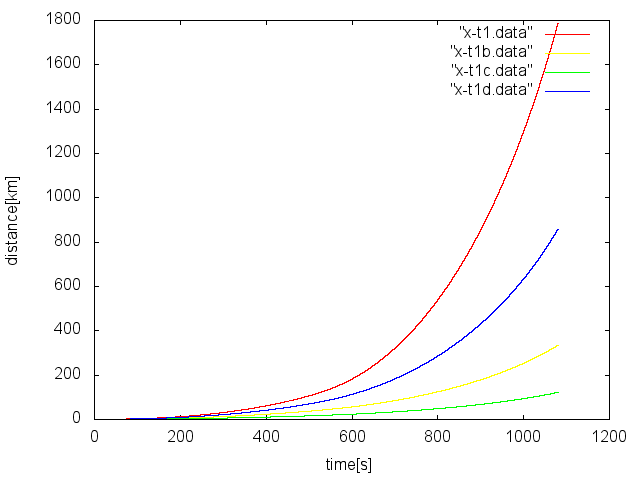 1800
1600
1400
1200
1000
800
600
400
200
0
distance[km]
"x-t1.data"
"x-t1b.data"
"x-t1c.data"
"x-t1d.data"
0 200 400 600 800 1000 1200
time[s]